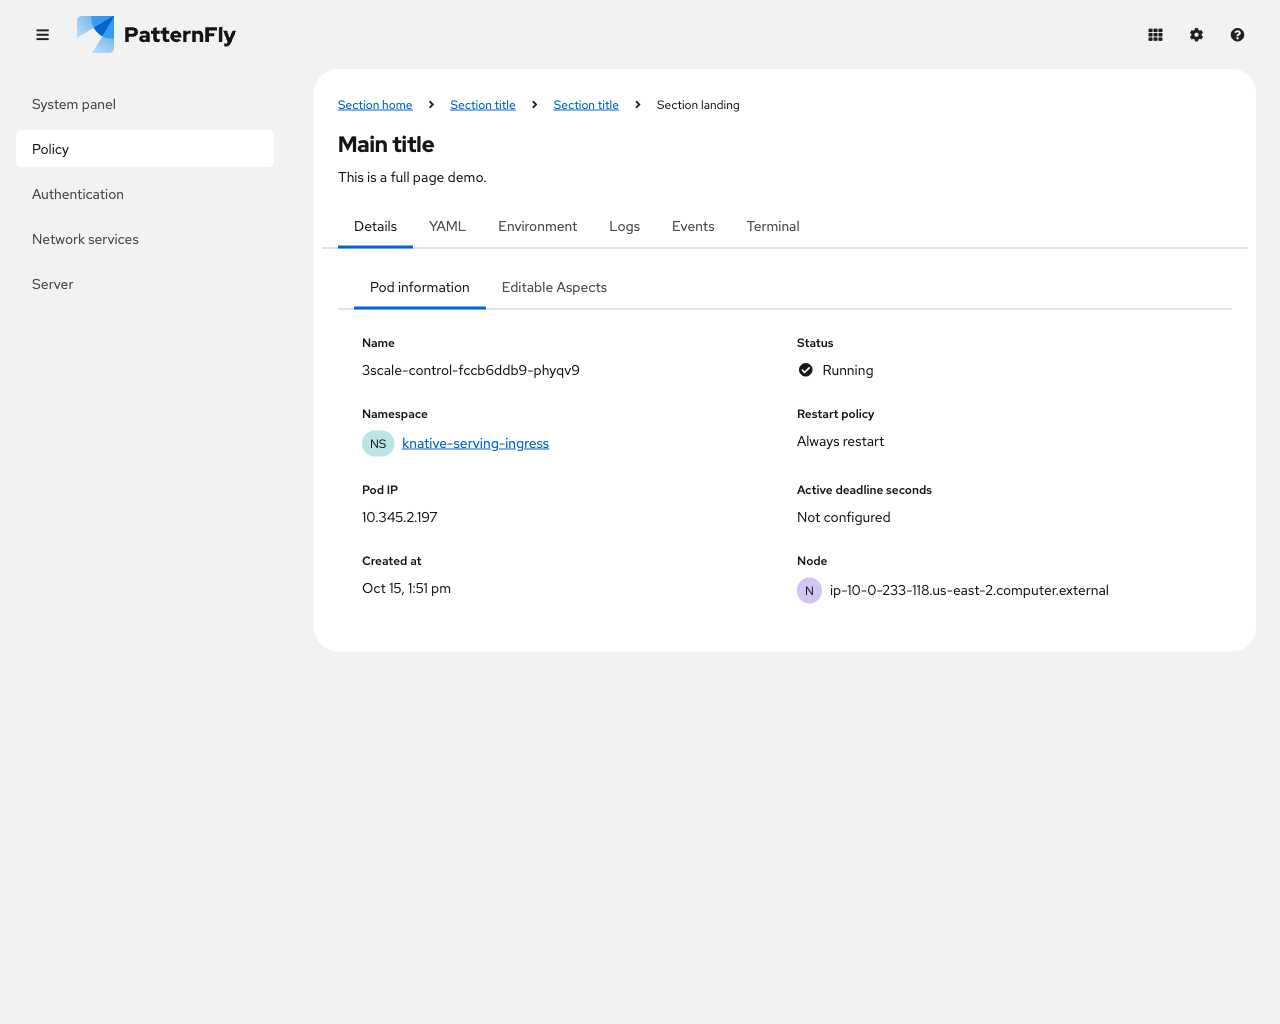 PatternFly
System panel
Policy
Authentication
Network services
Server
Section home
Section title
Section title
Section landing
Main title
This is a full page demo.
Details
YAML
Environment
Logs
Events
Terminal
Pod information
Editable Aspects
Name
3scale-control-fccb6ddb9-phyqv9
Status
Running
Namespace
NS knative-serving-ingress
Restart policy
Always restart
Pod IP
10.345.2.197
Active deadline seconds
Not configured
Created at
Oct 15, 1:51 pm
Node
N ip-10-0-233-118.us-east-2.computer.external